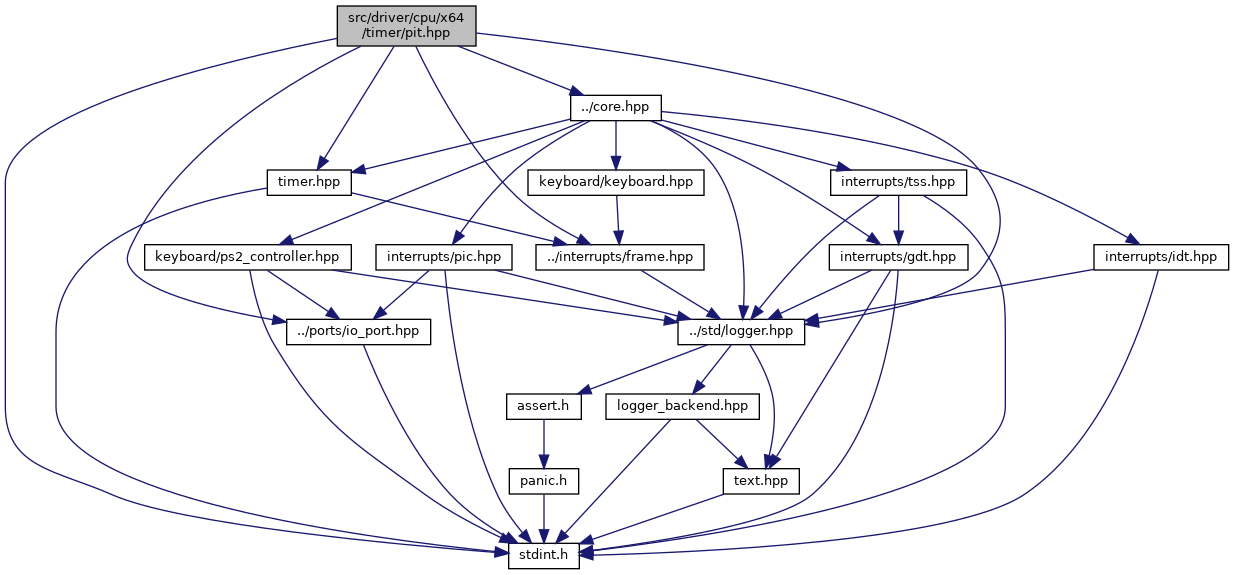 src/driver/cpu/x64
/timer/pit.hpp
../core.hpp
timer.hpp
keyboard/keyboard.hpp
interrupts/tss.hpp
keyboard/ps2_controller.hpp
interrupts/pic.hpp
../interrupts/frame.hpp
interrupts/gdt.hpp
interrupts/idt.hpp
../ports/io_port.hpp
../std/logger.hpp
assert.h
logger_backend.hpp
panic.h
text.hpp
stdint.h